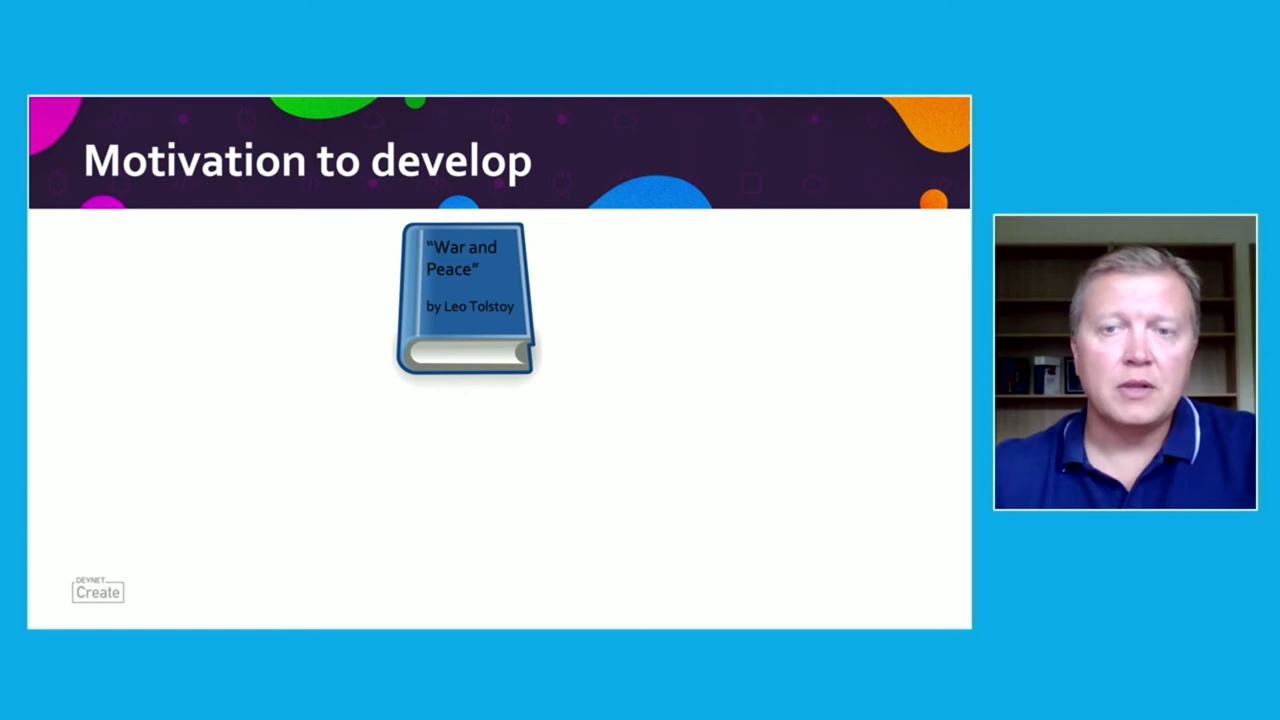 Motivation to develop
“War and
Peace”
by Leo Tolstoy
DEVNET
Create